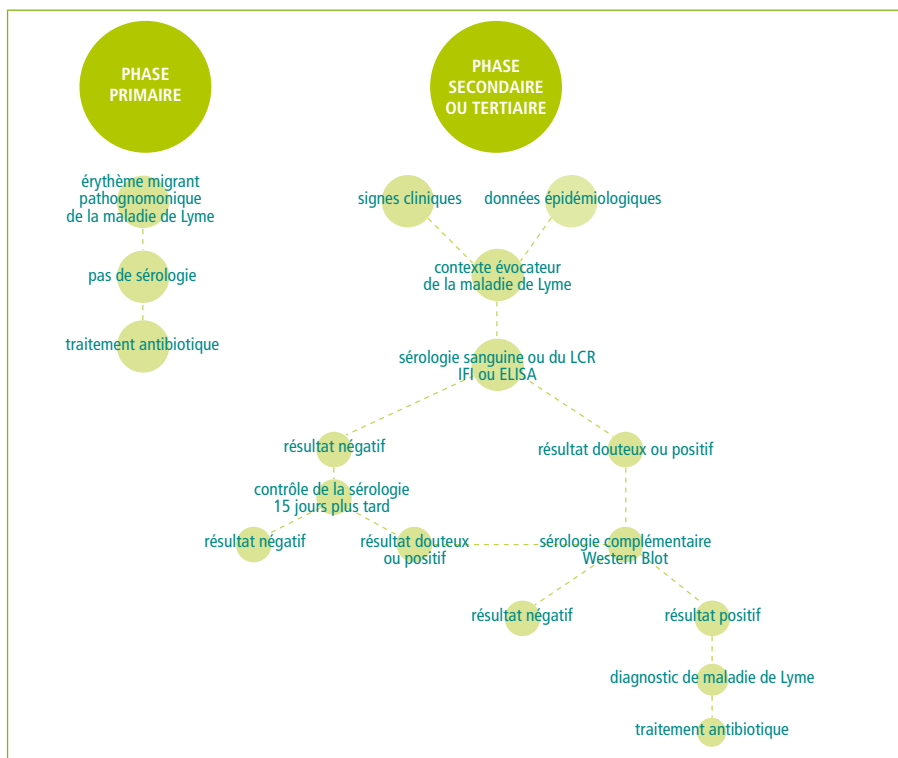 PHASE
PRIMAIRE
érythème migrant
pathognomonique
de la maladie de Lyme
pas de sérologie
traitement antibiotique
PHASE
SECONDAIRE
OU TERTIAIRE
signes cliniques
données épidémiologiques
contexte évocateur
de la maladie de Lyme
sérologie sanguine ou du LCR
IFI ou ELISA
résultat négatif
résultat douteux ou positif
contrôle de la sérologie
15 jours plus tard
résultat négatif
résultat douteux
ou positif
sérologie complémentaire
Western Blot
résultat négatif
résultat positif
diagnostic de maladie de Lyme
traitement antibiotique